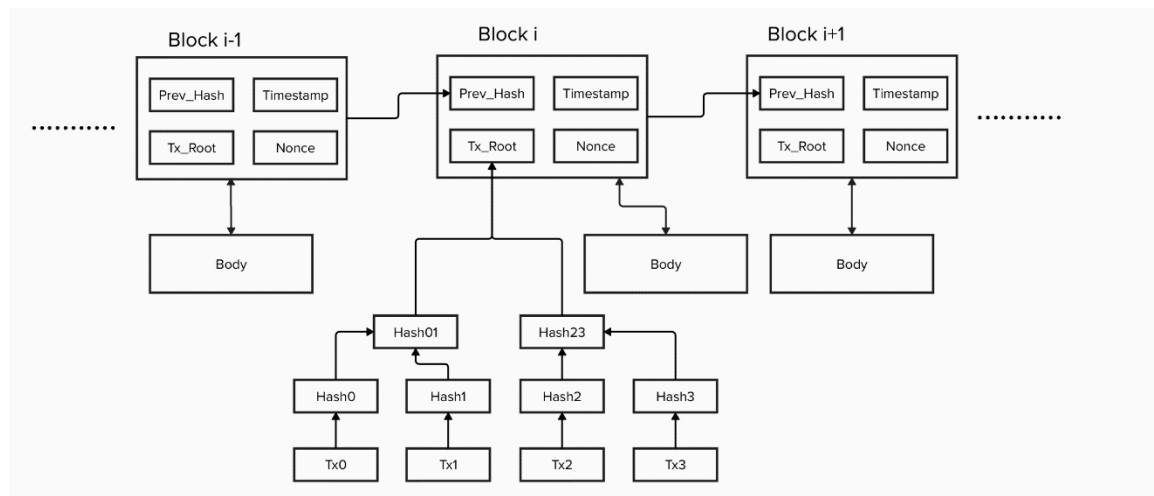 Block i-1
Block i
Block i+1
Prev_Hash
Timestamp
Prev_Hash
Timestamp
Prev_Hash
Timestamp
Tx_Root
Nonce
Tx_Root
Nonce
Tx_Root
Nonce
Body
Body
Body
Hash01
Hash23
Hash0
Hash1
Hash2
Hash3
Tx0
Tx1
Tx2
Tx3